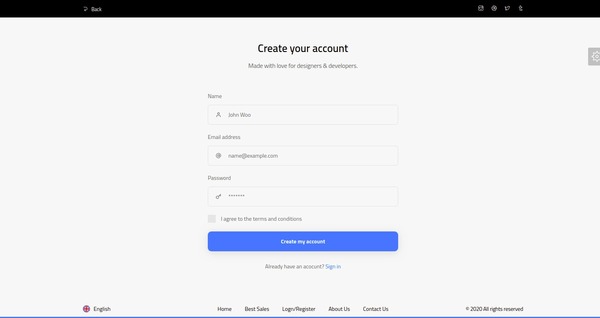 Back
Create your account
Made with love for designers & developers.
Name
John Woo
Email address
name@example.com
Password
*******
I agree to the terms and conditions
Create my account
Already have an acocunt? Sign in
English
Home
Best Sales
Logn/Register
About Us
Contact Us
© 2020 All rights reserved